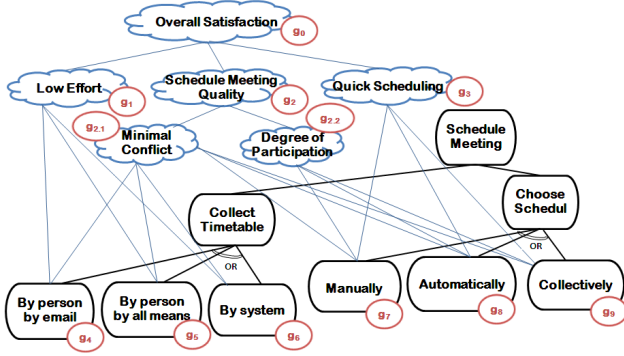 Overall Satisfaction
g0
Low Effort
g1
Schedule Meeting
Quality
g2
Quick Scheduling
g3
g2.1
Minimal
Conflict
g2.2
Degree of
Participation
Schedule
Meeting
Collect
Timetable
OR
Choose
Schedul
OR
By person
by email
g4
By person
by all means
g5
By system
g6
Manually
g7
Automatically
g8
Collectively
g9